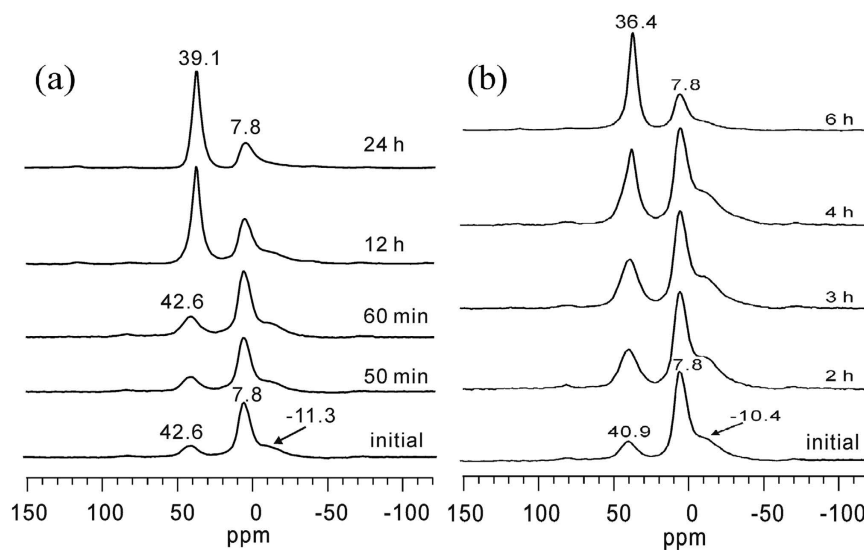 (a)
39.1
7.8
24 h
12 h
42.6
60 min
50 min
7.8
-11.3
42.6
initial
150 100 50 0 -50 -100
ppm
(b)
36.4
7.8
6 h
4 h
3 h
2 h
7.8
-10.4
40.9
initial
150 100 50 0 -50 -100
ppm